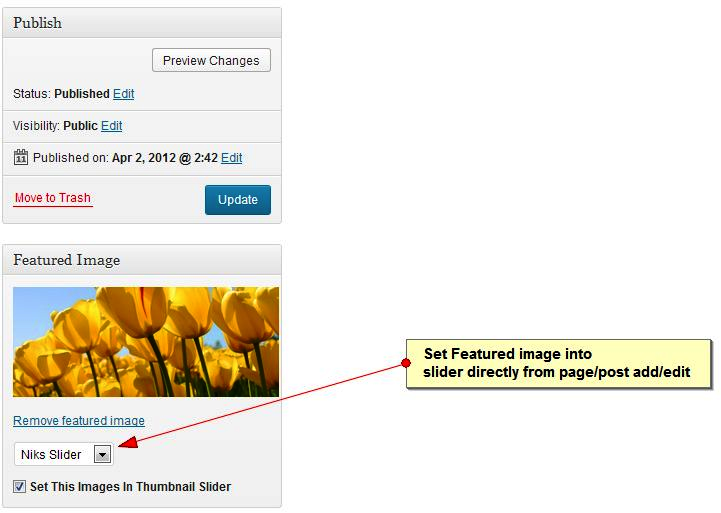 Publish
Preview Changes
Status: Published Edit
Visibility: Public Edit
11 Published on: Apr 2, 2012 @ 2:42 Edit
Move to Trash Update
Featured Image
Set Featured image into
slider directly from page/post add/edit
Remove featured image
Niks Slider
Set This Images In Thumbnail Slider